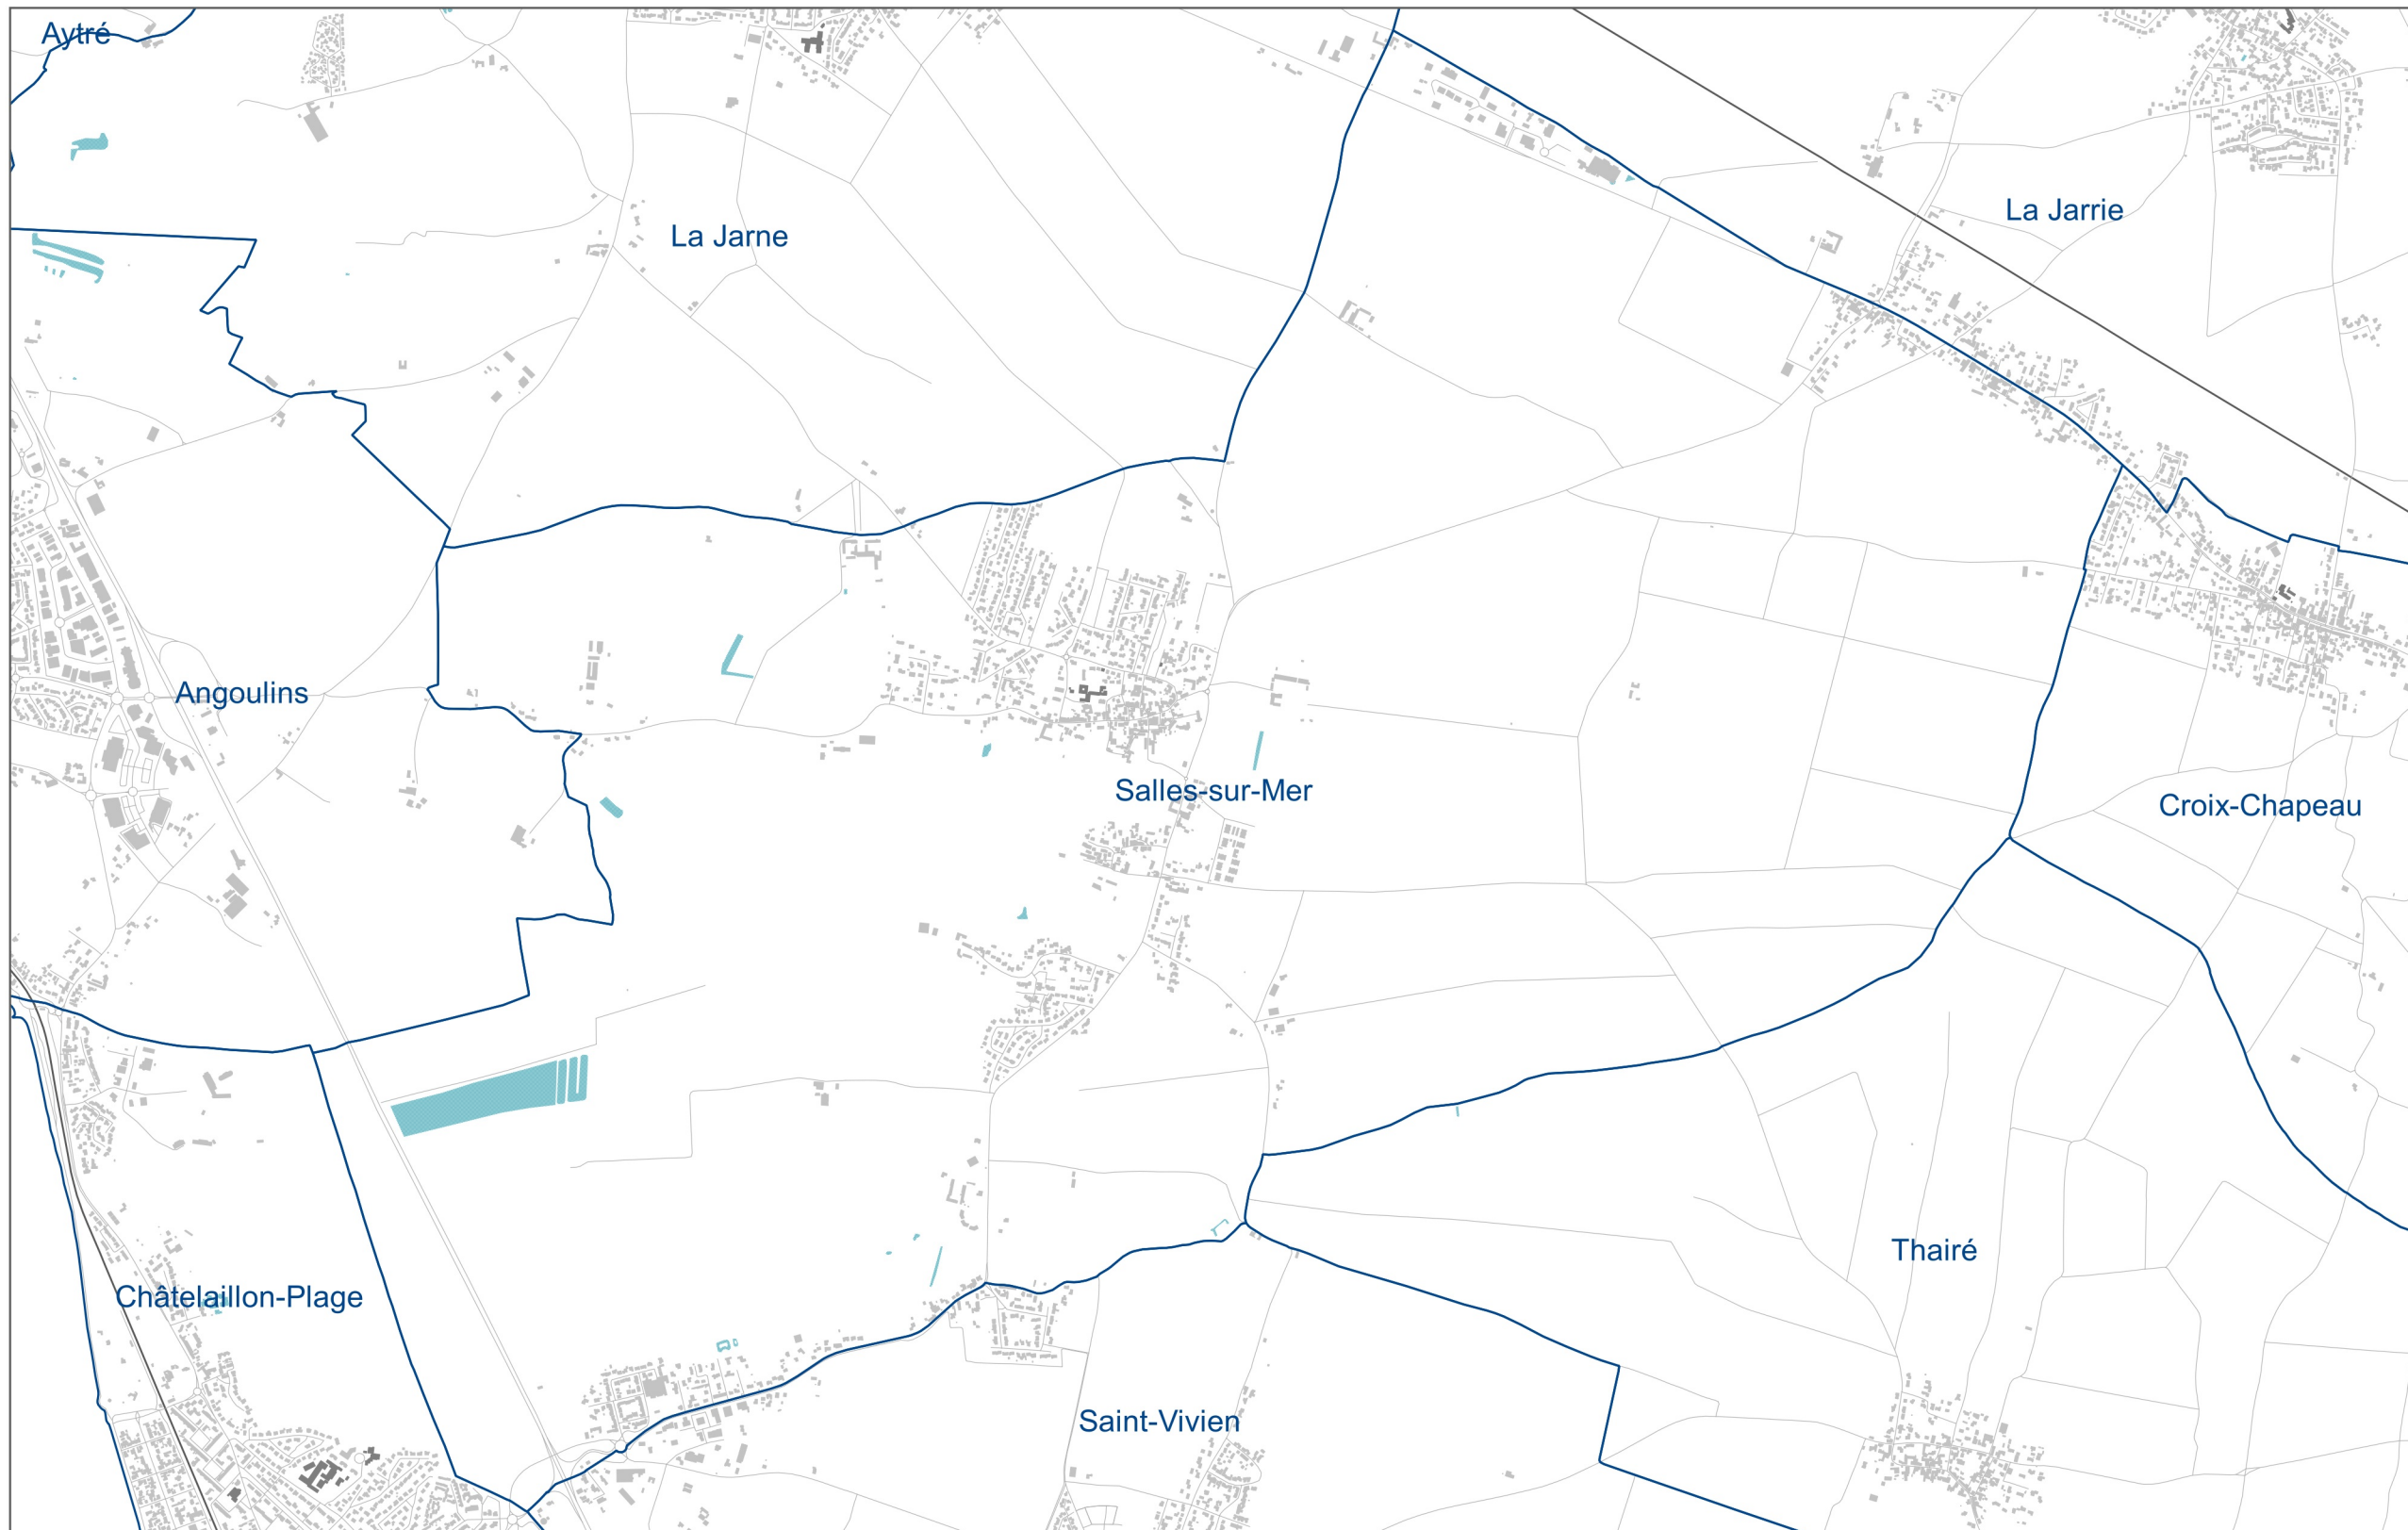 Aytré
La Jarrie
La Jarne
Angoulins
Salles-sur-Mer
Croix-Chapeau
Thairé
Châtelaillon-Plage
Saint-Vivien